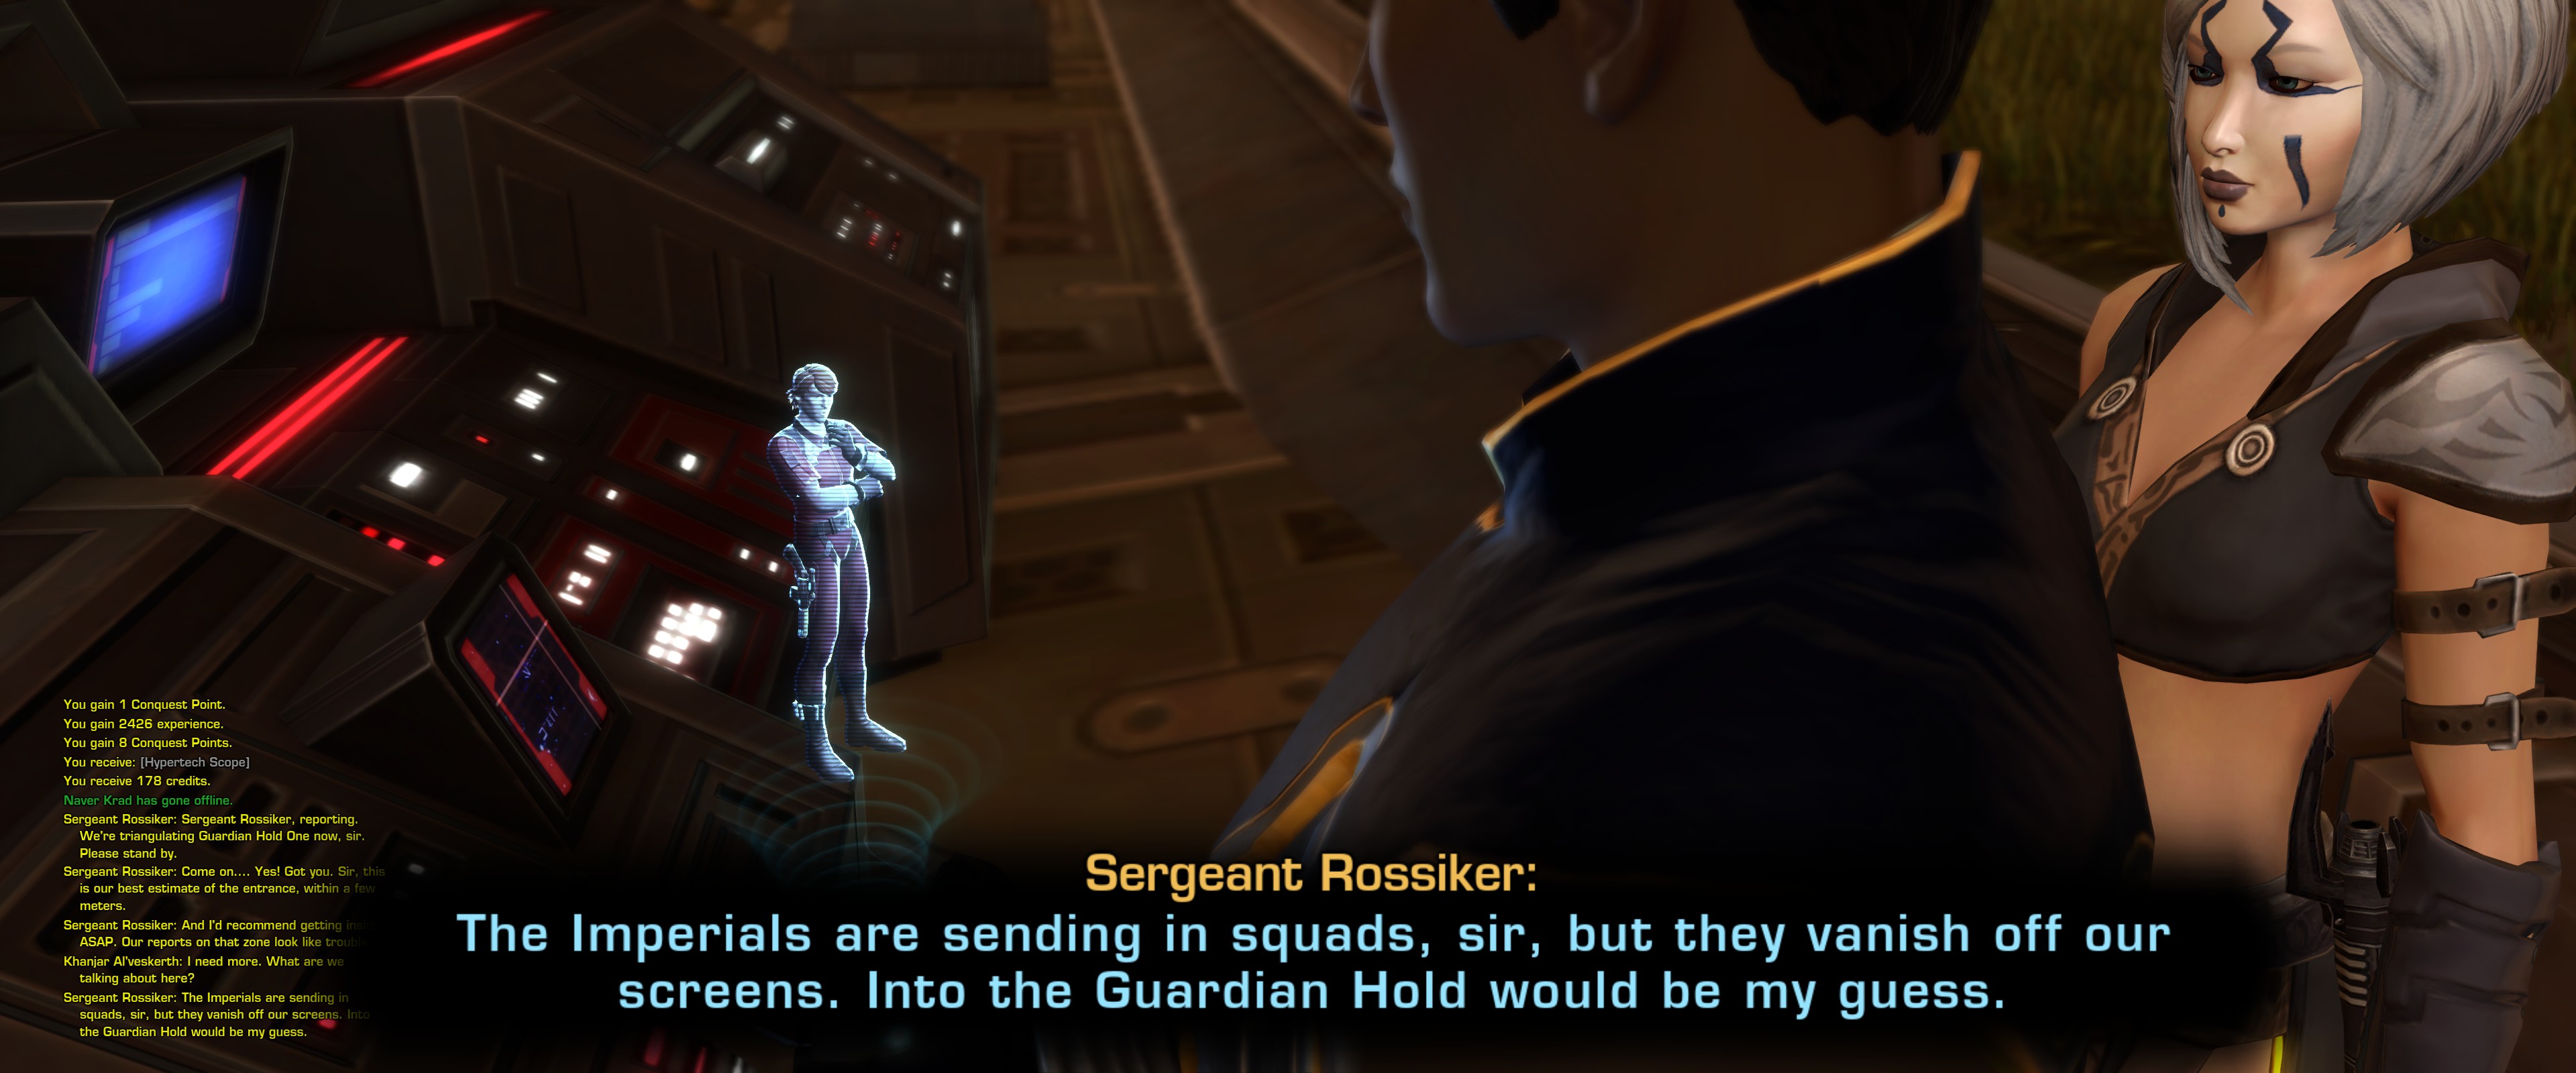 You gain 1 Conquest Point.
You gain 2426 experience.
You gain 8 Conquest Points.
You receive: [Hypertech Scope]
You receive 178 credits.
Naver Krad has gone offline.
Sergeant Rossiker: Sergeant Rossiker, reporting.
We're triangulating Guardian Hold One now, sir.
Please stand by.
Sergeant Rossiker: Come on.... Yes! Got you. Sir, this
is our best estimate of the entrance, within a few
meters.
Sergeant Rossiker: And I'd recommend getting
ASAP. Our reports on that zone look like
Khanjar Al'veskerth: I need more. What are we
talking about here?
Sergeant Rossiker: The Imperials are sending in
squads, sir, but they vanish off our screens. Into
the Guardian Hold would be my guess.
Sergeant Rossiker:
The Imperials are sending in squads, sir, but they vanish off our
screens. Into the Guardian Hold would be my guess.